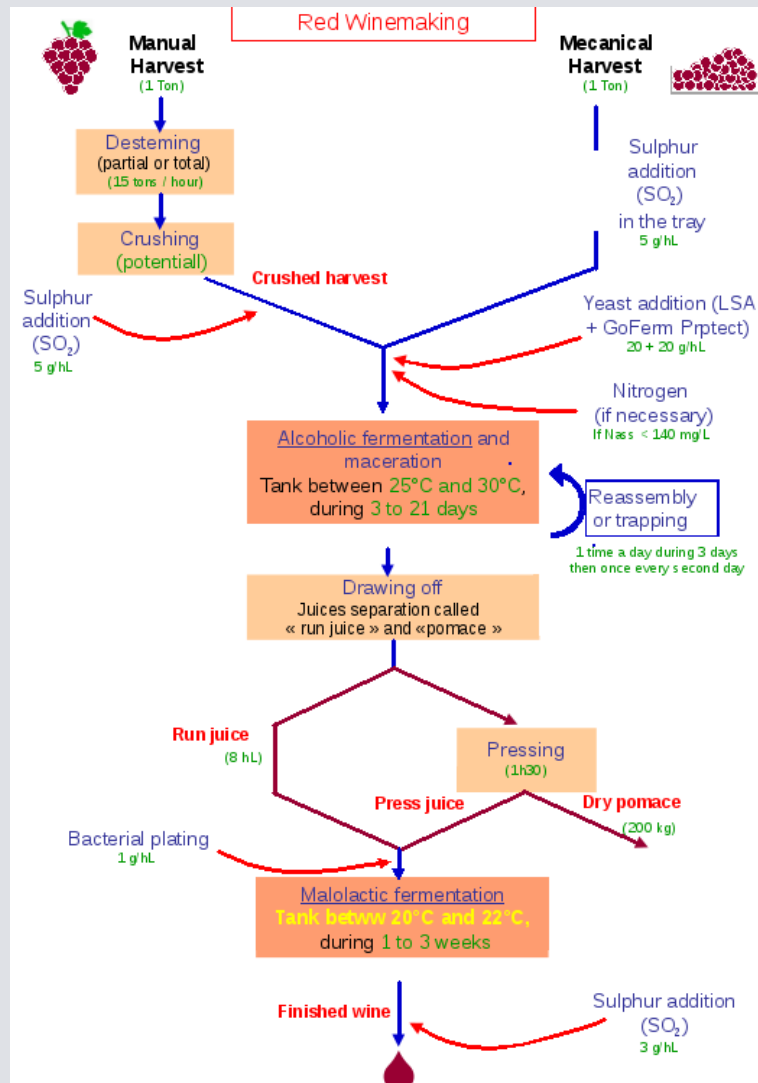 Red Winemaking
Manual
Harvest
(1 Ton)
Mecanical
Harvest
(1 Ton)
Desteming
(partial or total)
(15 tons / hour)
Sulphur
addition
(SO₂)
in the tray
5 g/hL
Crushing
(potentiall)
Crushed harvest
Sulphur
addition
(SO₂)
5 g/hL
Yeast addition (LSA
+ GoFerm Prptect)
20 + 20 g/hL
Nitrogen
(if necessary)
If Nass < 140 mg/L
Alcoholic fermentation and
maceration
Tank between 25°C and 30°C,
during 3 to 21 days
Reassembly
or trapping
1 time a day during 3 days
then once every second day
Drawing off
Juices separation called
« run juice » and «pomace »
Run juice
(8 hL)
Pressing
(1h30)
Press juice
Dry pomace
(200 kg)
Bacterial plating
1 g/hL
Malolactic fermentation
Tank betww 20°C and 22°C,
during 1 to 3 weeks
Finished wine
Sulphur addition
(SO₂)
3 g/hL